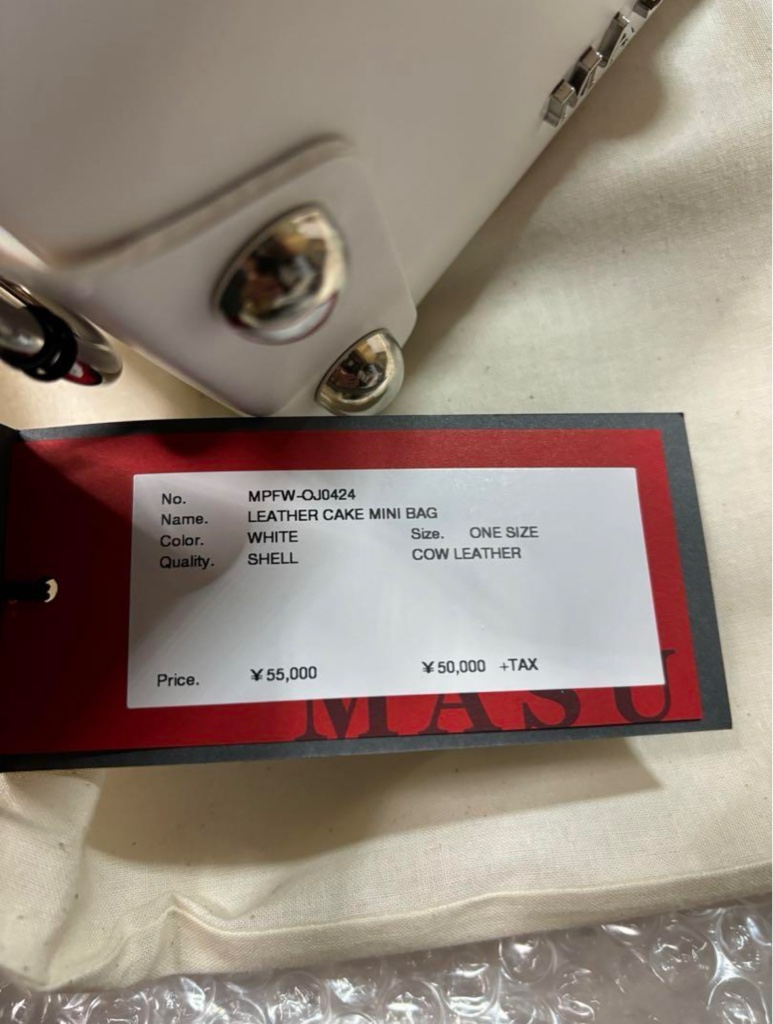 No. MPFW-OJ0424
Name. LEATHER CAKE MINI BAG
Color. WHITE Size. ONE SIZE
Quality. SHELL COW LEATHER
Price. ¥55,000 ¥50,000 +TAX
MASU